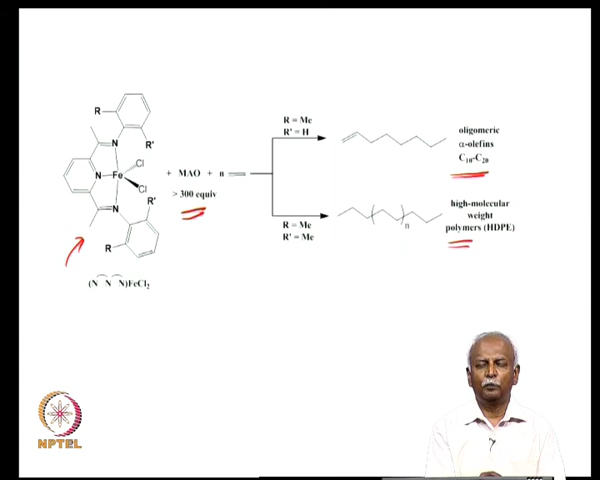 R
R'
N
Cl
N
Fe
Cl
N
R'
R
(N N N)FeCl₂
+ MAO + n
> 300 equiv
R = Me
R' = H
oligomeric
α-olefins
C₁₀-C₂₀
R = Me
R' = Me
n
high-molecular
weight
polymers (HDPE)
NPTEL